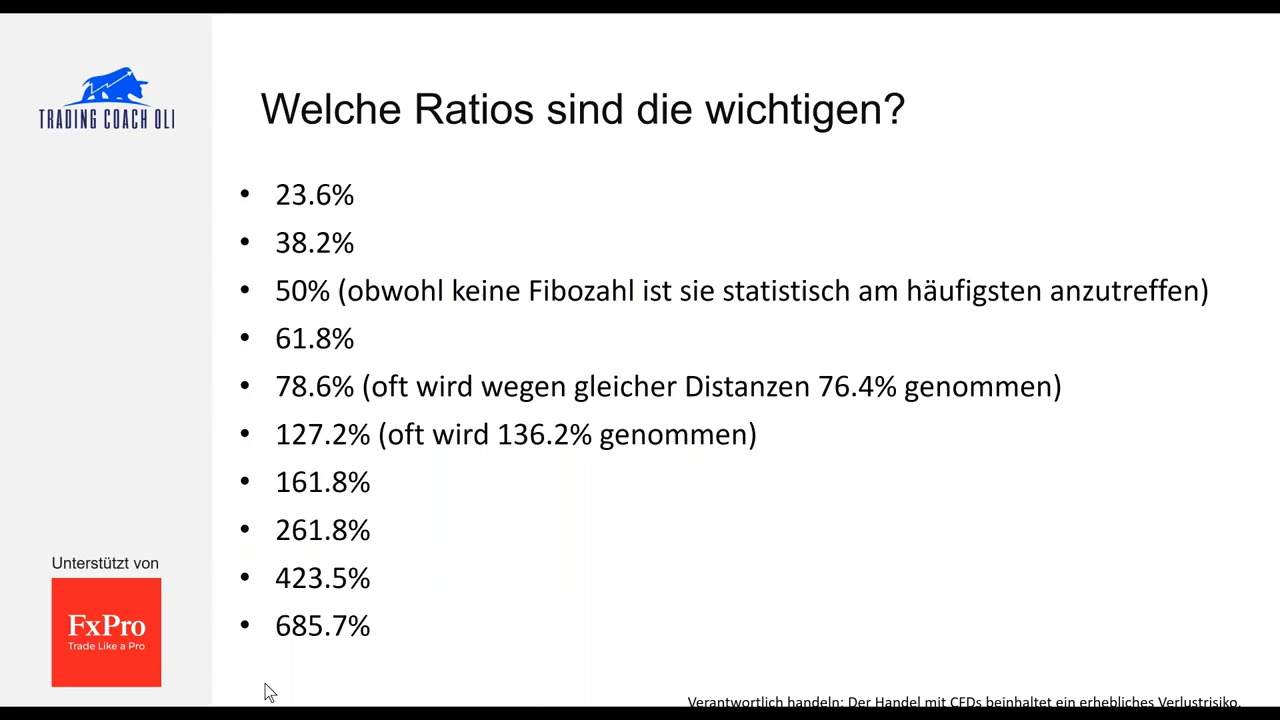 TRADING COACH OLI
Welche Ratios sind die wichtigen?
• 23.6%
• 38.2%
• 50% (obwohl keine Fibozahl ist sie statistisch am häufigsten anzutreffen)
• 61.8%
• 78.6% (oft wird wegen gleicher Distanzen 76.4% genommen)
• 127.2% (oft wird 136.2% genommen)
• 161.8%
• 261.8%
• 423.5%
• 685.7%
Unterstützt von
FxPro
Trade Like a Pro
Verantwortlich handeln: Der Handel mit CFDs beinhaltet ein erhebliches Verlustrisiko.